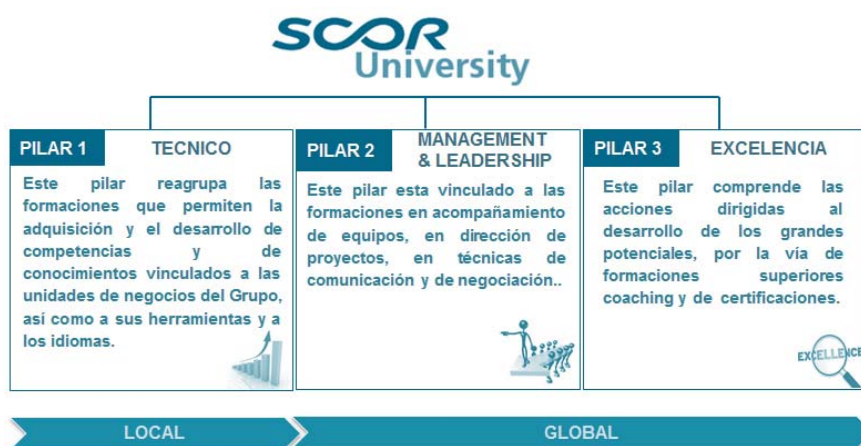 SCOR
University
PILAR 1
TECNICO
Este pilar reagrupa las
formaciones que permiten la
adquisición y el desarrollo de
competencias y de
conocimientos vinculados a las
unidades de negocios del Grupo,
así como a sus herramientas y a
los idiomas.
PILAR 2
MANAGEMENT
& LEADERSHIP
Este pilar esta vinculado a las
formaciones en acompañamiento
de equipos, en dirección de
proyectos, en técnicas de
comunicación y de negociación..
PILAR 3
EXCELENCIA
Este pilar comprende las
acciones dirigidas al
desarrollo de los grandes
potenciales, por la vía de
formaciones superiores
coaching y de certificaciones.
EXCELLENCE
LOCAL
GLOBAL